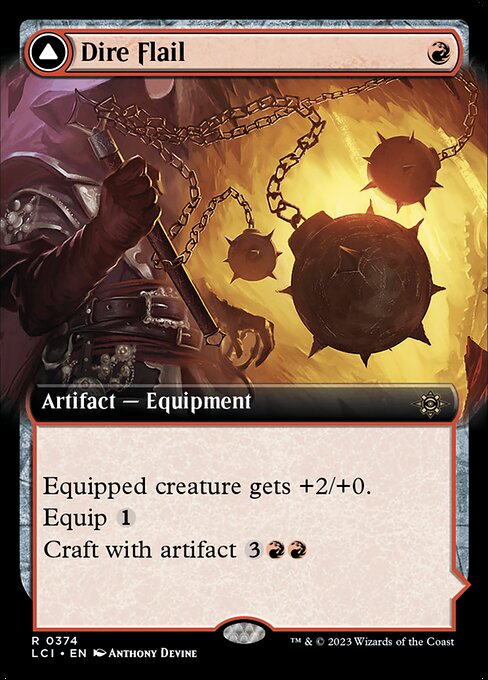 Dire Flail
Artifact — Equipment
Equipped creature gets +2/+0.
Equip 1
Craft with artifact 3
R 0374
LCI • EN Anthony Devine
™ & © 2023 Wizards of the Coast